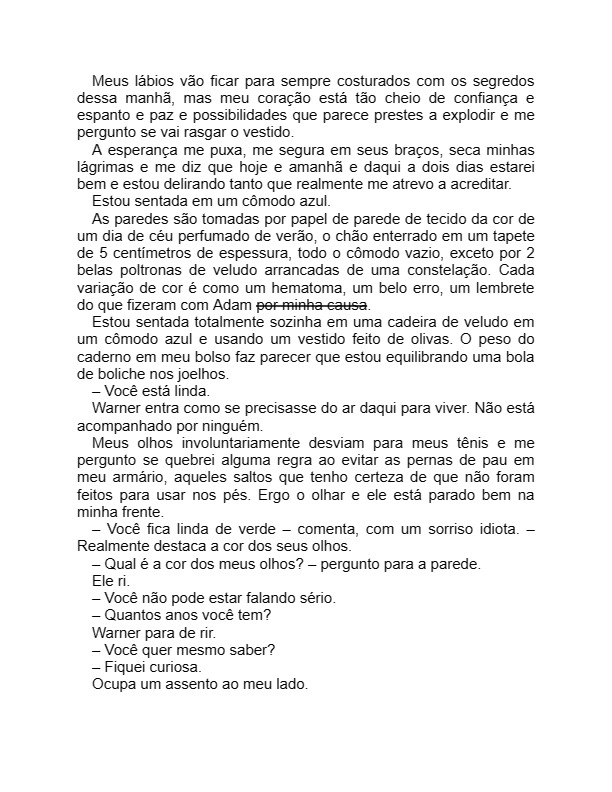 Meus lábios vão ficar para sempre costurados com os segredos
dessa manhã, mas meu coração está tão cheio de confiança e
espanto e paz e possibilidades que parece prestes a explodir e me
pergunto se vai rasgar o vestido.
A esperança me puxa, me segura em seus braços, seca minhas
lágrimas e me diz que hoje e amanhã e daqui a dois dias estarei
bem e estou delirando tanto que realmente me atrevo a acreditar.
Estou sentada em um cômodo azul.
As paredes são tomadas por papel de parede de tecido da cor de
um dia de céu perfumado de verão, o chão enterrado em um tapete
de 5 centímetros de espessura, todo o cômodo vazio, exceto por 2
belas poltronas de veludo arrancadas de uma constelação. Cada
variação de cor é como um hematoma, um belo erro, um lembrete
do que fizeram com Adam por minha causa.
Estou sentada totalmente sozinha em uma cadeira de veludo em
um cômodo azul e usando um vestido feito de olivas. O peso do
caderno em meu bolso faz parecer que estou equilibrando uma bola
de boliche nos joelhos.
– Você está linda.
Warner entra como se precisasse do ar daqui para viver. Não está
acompanhado por ninguém.
Meus olhos involuntariamente desviam para meus tênis e me
pergunto se quebrei alguma regra ao evitar as pernas de pau em
meu armário, aqueles saltos que tenho certeza de que não foram
feitos para usar nos pés. Ergo o olhar e ele está parado bem na
minha frente.
– Você fica linda de verde – comenta, com um sorriso idiota. –
Realmente destaca a cor dos seus olhos.
– Qual é a cor dos meus olhos? – pergunto para a parede.
Ele ri.
– Você não pode estar falando sério.
– Quantos anos você tem?
Warner para de rir.
– Você quer mesmo saber?
– Fiquei curiosa.
Ocupa um assento ao meu lado.